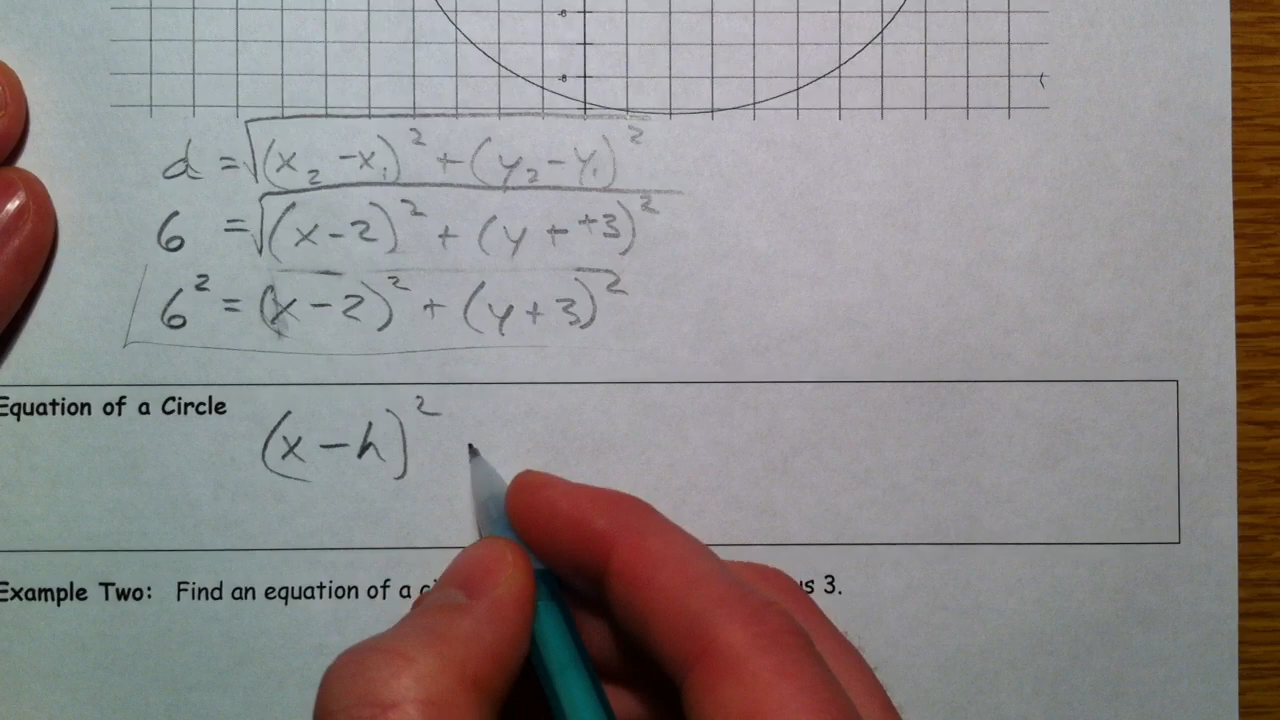 -6
-8
d = √(x₂ - x₁)² + (y₂ - y₁)²
6 = √(x - 2)² + (y + +3)²
6² = (x - 2)² + (y + 3)²
Equation of a Circle (x - h)²
Example Two: Find an equation of a 3.